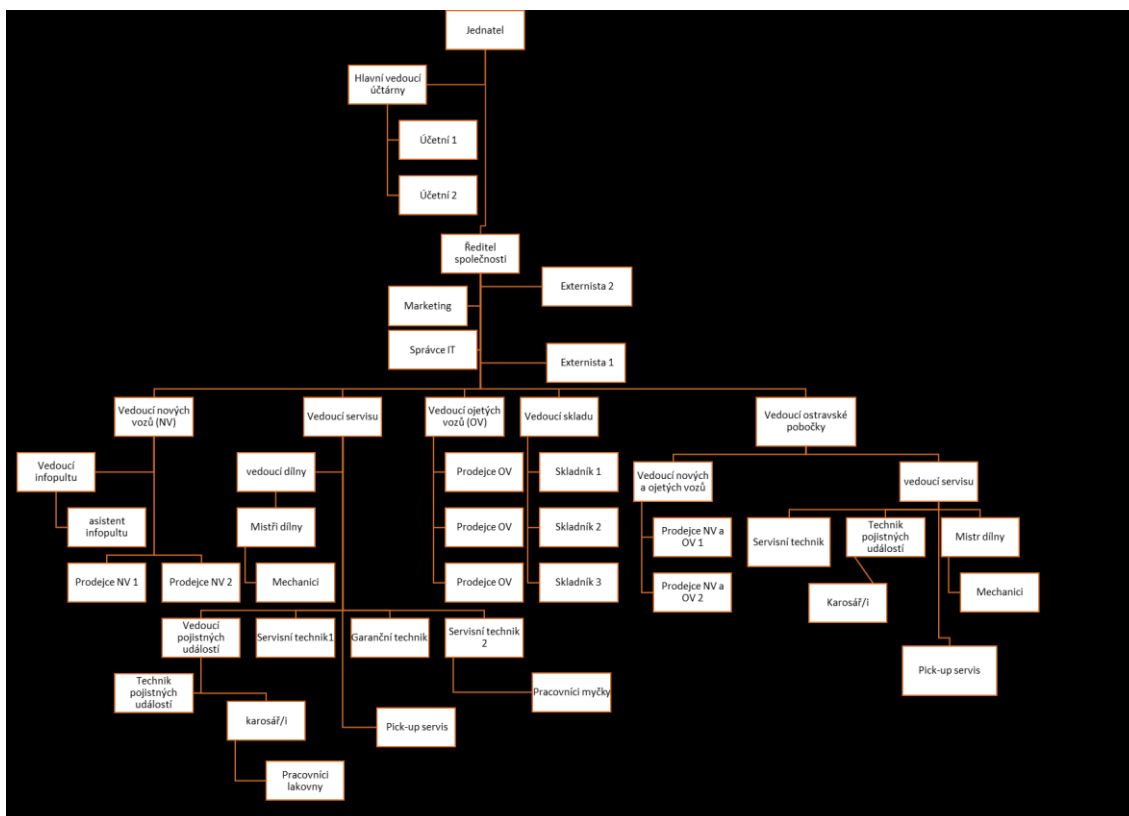 Jednatel
Hlavní vedoucí
účtárny
Účetní 1
Účetní 2
Ředitel
společnosti
Externista 2
Marketing
Správce IT
Externista 1
Vedoucí nových
vozů (NV)
Vedoucí servisu
Vedoucí ojetých
vozů (OV)
Vedoucí skladu
Vedoucí ostravské
pobočky
Vedoucí
infopultu
asistent
infopultu
Prodejce NV 1
Prodejce NV 2
vedoucí dílny
Mistři dílny
Mechanici
Prodejce OV
Prodejce OV
Prodejce OV
Skladník 1
Skladník 2
Skladník 3
Vedoucí nových
a ojetých vozů
Prodejce NV a
OV 1
Prodejce NV a
OV 2
vedoucí servisu
Servisní technik
Technik
pojistných
událostí
Mistr dílny
Karosář/i
Mechanici
Pick-up servis
Vedoucí
pojistných
událostí
Servisní technik1
Garanční technik
Servisní technik
2
Technik
pojistných
událostí
karosář/i
Pracovníci
lakovny
Pick-up servis
Pracovníci myčky